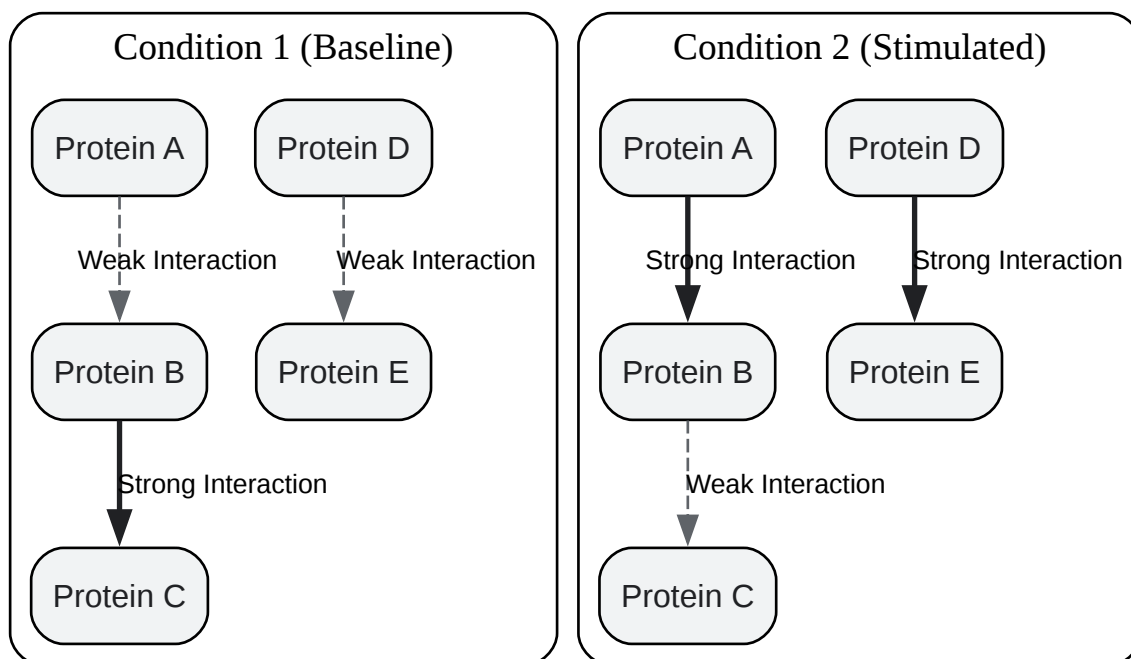 Condition 1 (Baseline)
Protein A
Protein D
Weak Interaction
Weak Interaction
Protein B
Protein E
Strong Interaction
Protein C
Condition 2 (Stimulated)
Protein A
Protein D
Strong Interaction
Strong Interaction
Protein B
Protein E
Weak Interaction
Protein C